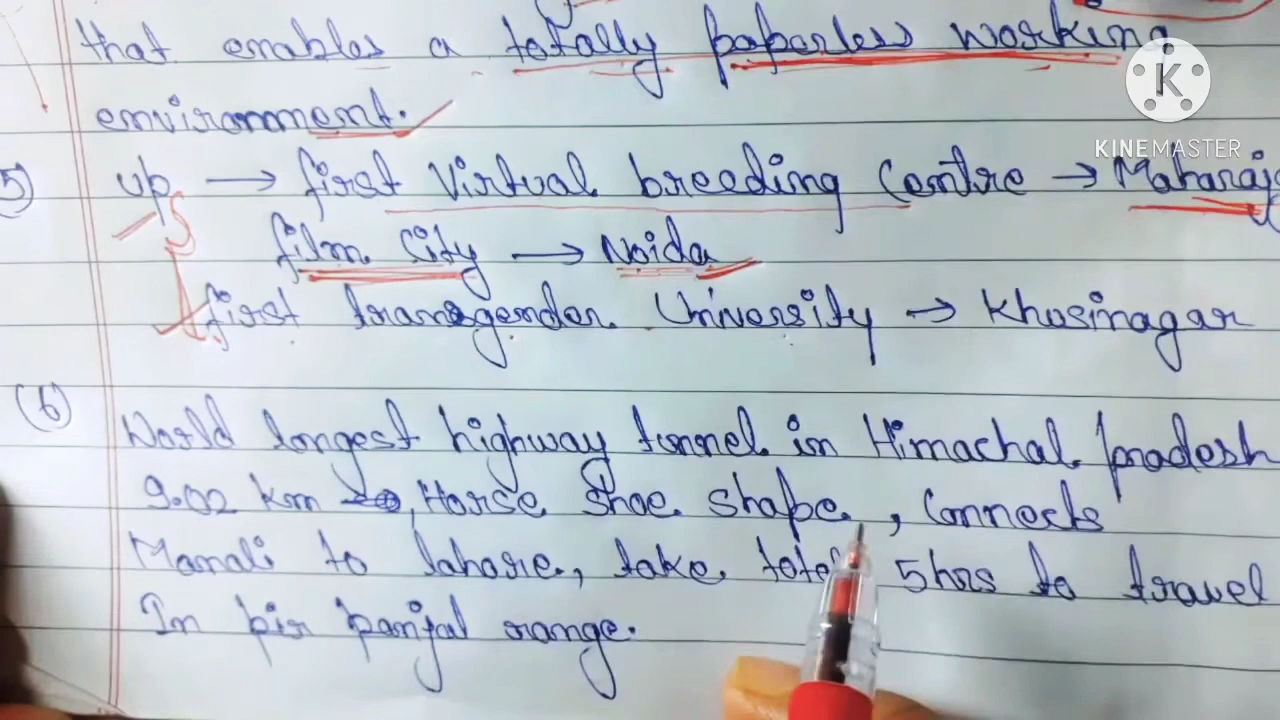 that enables a totally paperless working
environment.
K
KINEMASTER
5) UP → first Virtual breeding Centre → Maharaj
film City → Noida
first transgender University → Khusinagar
(6) World longest highway tunnel in Himachal pradesh
9.02 km , Horse Shoe shape , Connects
Manali to lahore, take total 5hrs to travel
In pir panjal range.